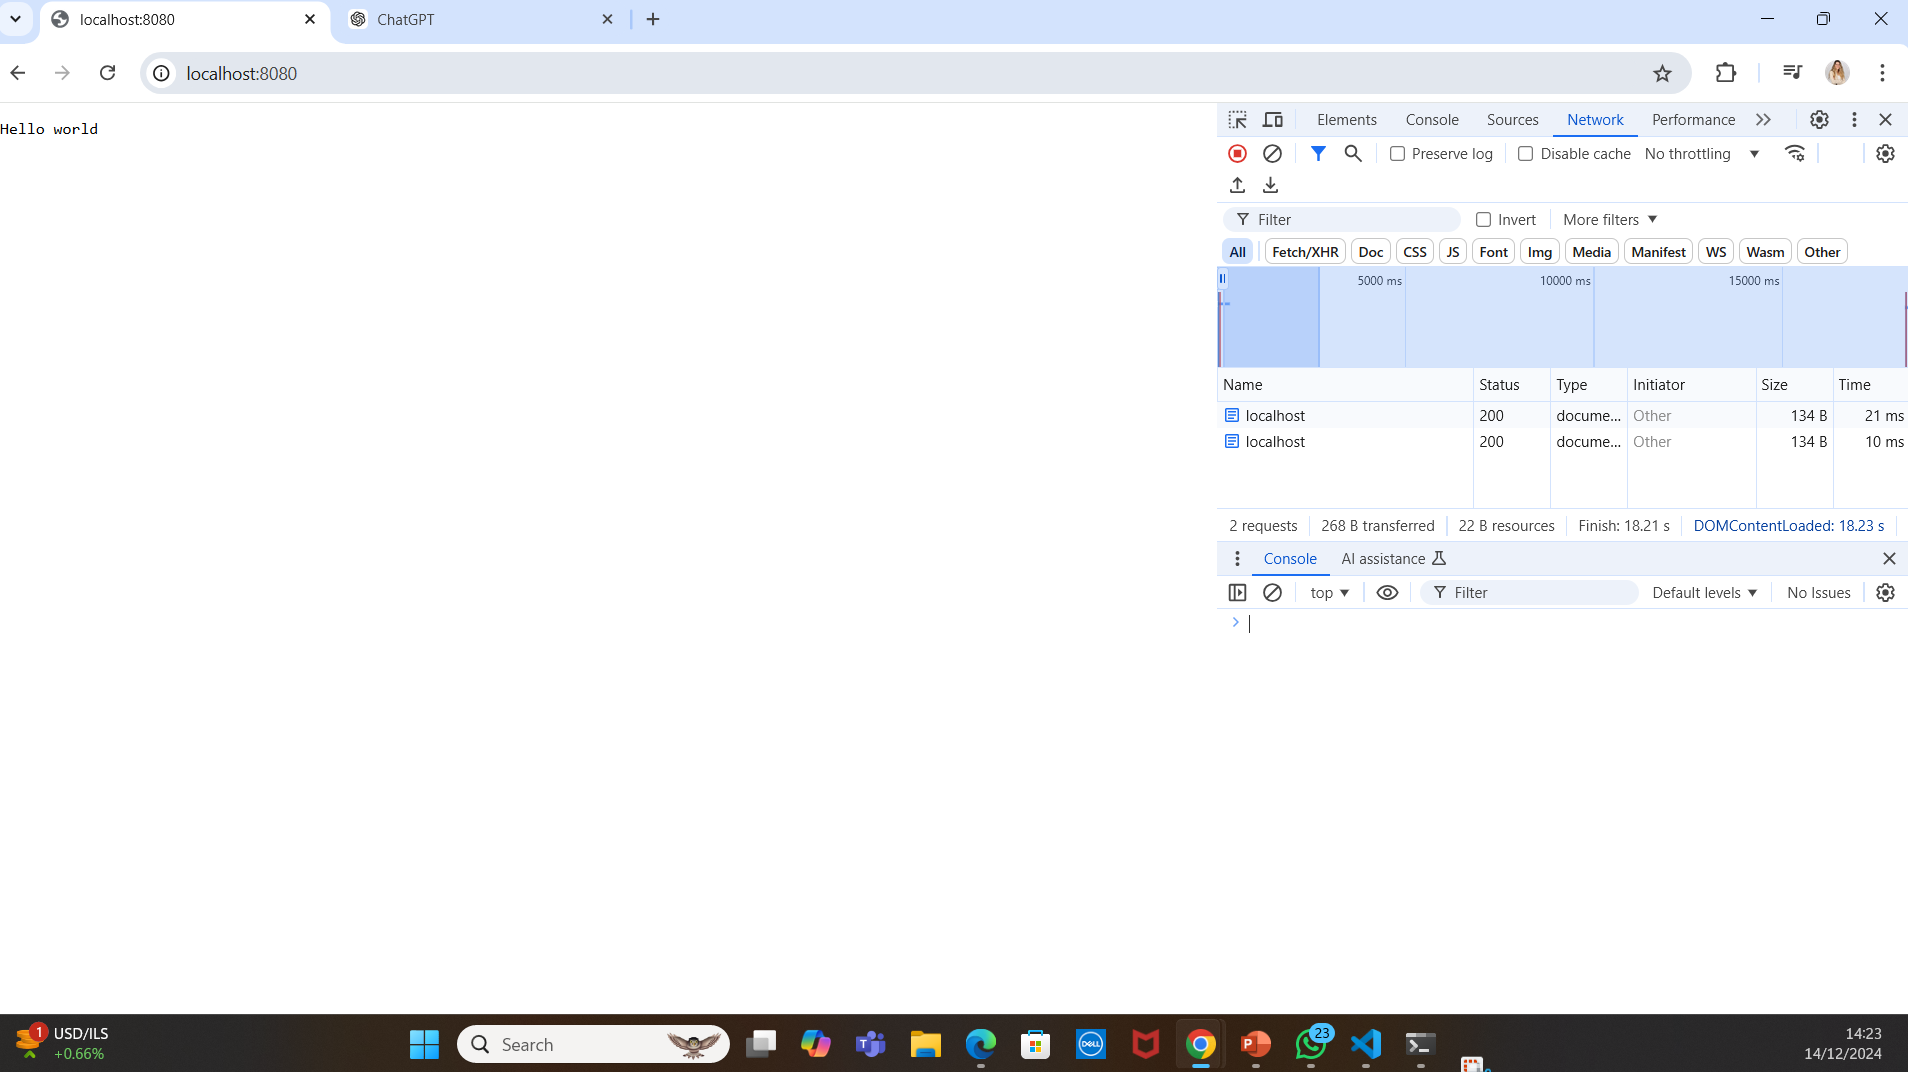 localhost:8080
ChatGPT
localhost:8080
Hello world
Elements Console Sources Network Performance
Preserve log Disable cache No throttling
Filter Invert More filters
All Fetch/XHR Doc CSS JS Font Img Media Manifest WS Wasm Other
5000 ms 10000 ms 15000 ms
Name Status Type Initiator Size Time
localhost 200 docume... Other 134 B 21 ms
localhost 200 docume... Other 134 B 10 ms
2 requests 268 B transferred 22 B resources Finish: 18.21 s DOMContentLoaded: 18.23 s
Console AI assistance
top Filter Default levels No Issues
1 USD/ILS
+0.66%
Search
DELL
23
14:23
14/12/2024